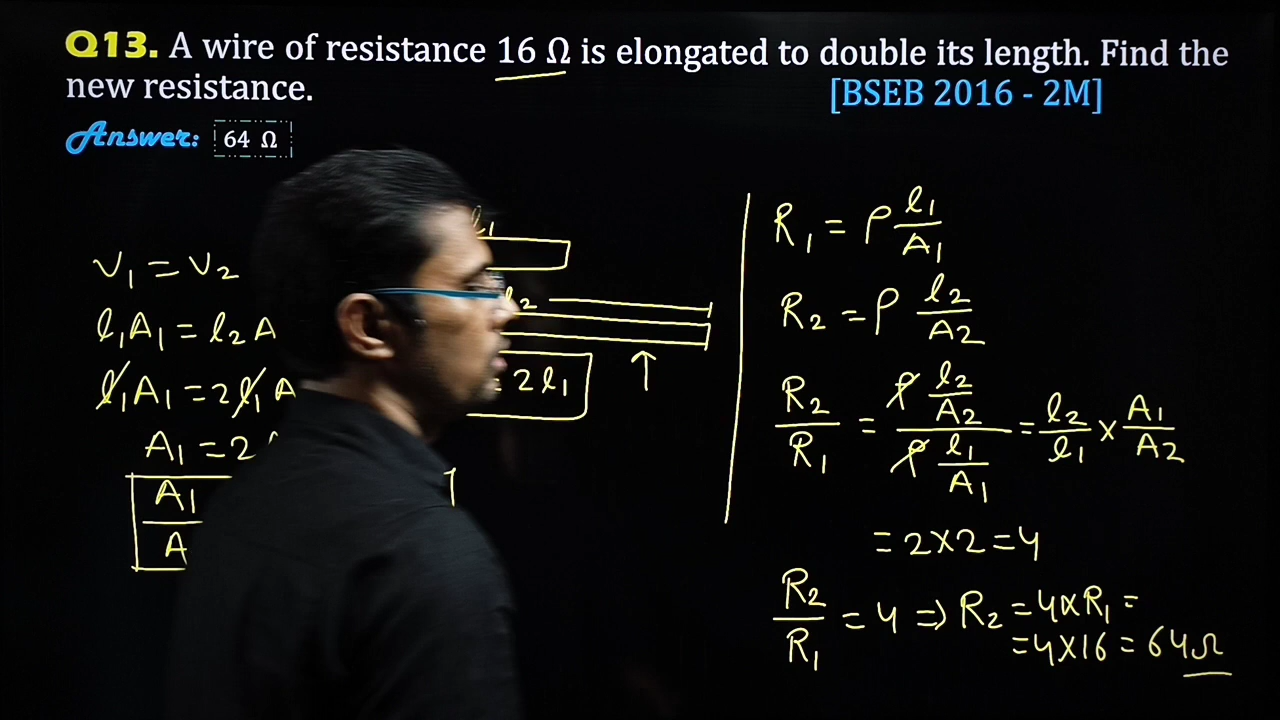 Q13. A wire of resistance 16 Ω is elongated to double its length. Find the
new resistance. [BSEB 2016 - 2M]
Answer: 64 Ω
V₁ = V₂
l₁A₁ = l₂A
l₁A₁ = 2l₁A
A₁ = 2
A₁
A
l₁
l₂
= 2l₁
R₁ = ρ l₁/A₁
R₂ = ρ l₂/A₂
R₂/R₁ = (ρ l₂/A₂)/(ρ l₁/A₁) = l₂/l₁ × A₁/A₂
= 2×2 = 4
R₂/R₁ = 4 ⇒ R₂ = 4×R₁ =
= 4×16 = 64Ω